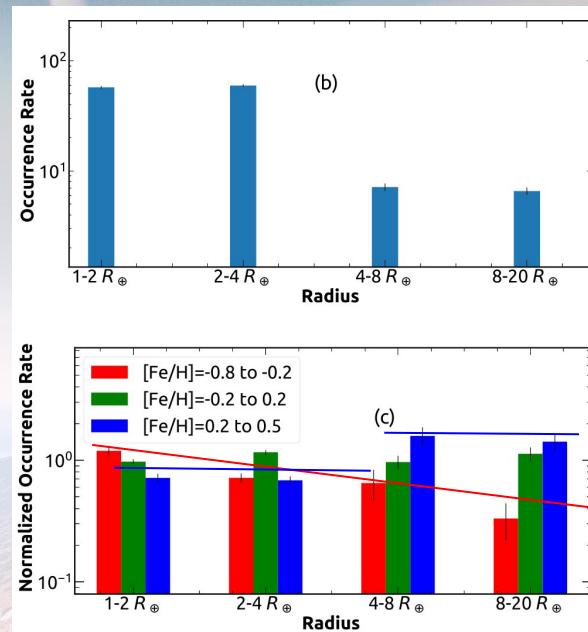 (b)
Occurrence Rate
10²
10¹
1-2 R⊕ 2-4 R⊕ 4-8 R⊕ 8-20 R⊕
Radius
[Fe/H]=-0.8 to -0.2
[Fe/H]=-0.2 to 0.2
[Fe/H]=0.2 to 0.5
(c)
Normalized Occurrence Rate
10⁰
10⁻¹
1-2 R⊕ 2-4 R⊕ 4-8 R⊕ 8-20 R⊕
Radius